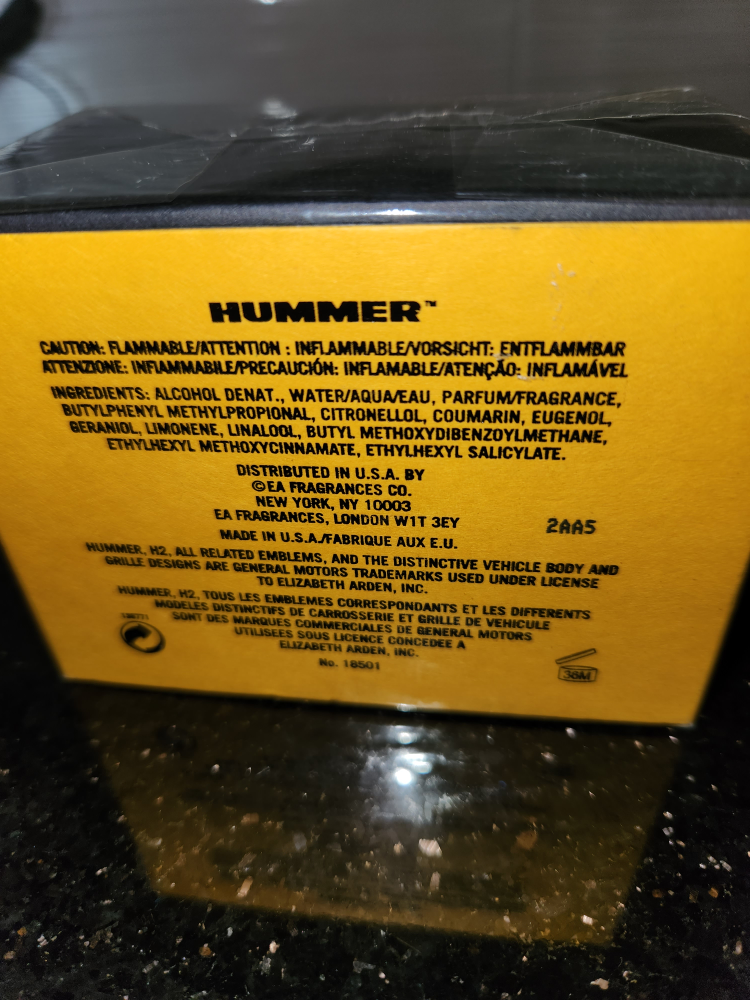 HUMMER™
CAUTION: FLAMMABLE/ATTENTION : INFLAMMABLE/VORSICHT: ENTFLAMMBAR
ATTENZIONE: INFIAMMABILE/PRECAUCIÓN: INFLAMABLE/ATENÇÃO: INFLAMÁVEL
INGREDIENTS: ALCOHOL DENAT., WATER/AQUA/EAU, PARFUM/FRAGRANCE,
BUTYLPHENYL METHYLPROPIONAL, CITRONELLOL, COUMARIN, EUGENOL,
GERANIOL, LIMONENE, LINALOOL, BUTYL METHOXYDIBENZOYLMETHANE,
ETHYLHEXYL METHOXYCINNAMATE, ETHYLHEXYL SALICYLATE.
DISTRIBUTED IN U.S.A. BY
©EA FRAGRANCES CO.
NEW YORK, NY 10003
EA FRAGRANCES, LONDON W1T 3EY
2AA5
MADE IN U.S.A./FABRIQUE AUX E.U.
HUMMER, H2, ALL RELATED EMBLEMS, AND THE DISTINCTIVE VEHICLE BODY AND
GRILLE DESIGNS ARE GENERAL MOTORS TRADEMARKS USED UNDER LICENSE
TO ELIZABETH ARDEN, INC.
HUMMER, H2, TOUS LES EMBLEMES CORRESPONDANTS ET LES DIFFERENTS
MODELES DISTINCTIFS DE CARROSSERIE ET GRILLE DE VEHICULE
SONT DES MARQUES COMMERCIALES DE GENERAL MOTORS
UTILISEES SOUS LICENCE CONCEDEE A
ELIZABETH ARDEN, INC.
No. 18501
36M